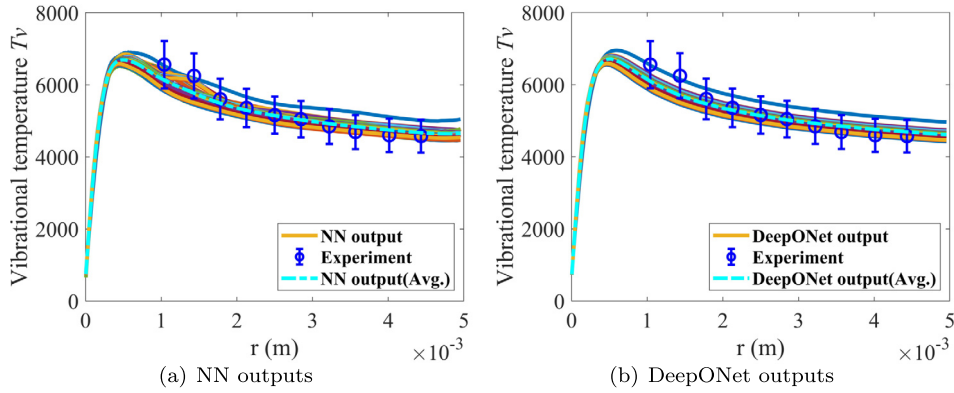 Vibrational temperature Tv
8000
6000
4000
2000
0
NN output
Experiment
NN output(Avg.)
0 1 2 3 4 5
r (m)
×10⁻³
(a) NN outputs
Vibrational temperature Tv
8000
6000
4000
2000
0
DeepONet output
Experiment
DeepONet output(Avg.)
0 1 2 3 4 5
r (m)
×10⁻³
(b) DeepONet outputs